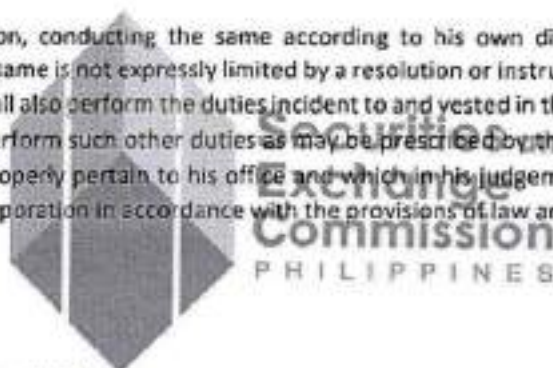 on, conducting the same according to his own di
ame is not expressly limited by a resolution or instru
ll also perform the duties incident to and vested in th
rform such other duties as may be prescribed by th
operly pertain to his office and which in his judgem
poration in accordance with the provisions of law an
Securities
Exchange
Commission
PHILIPPINES